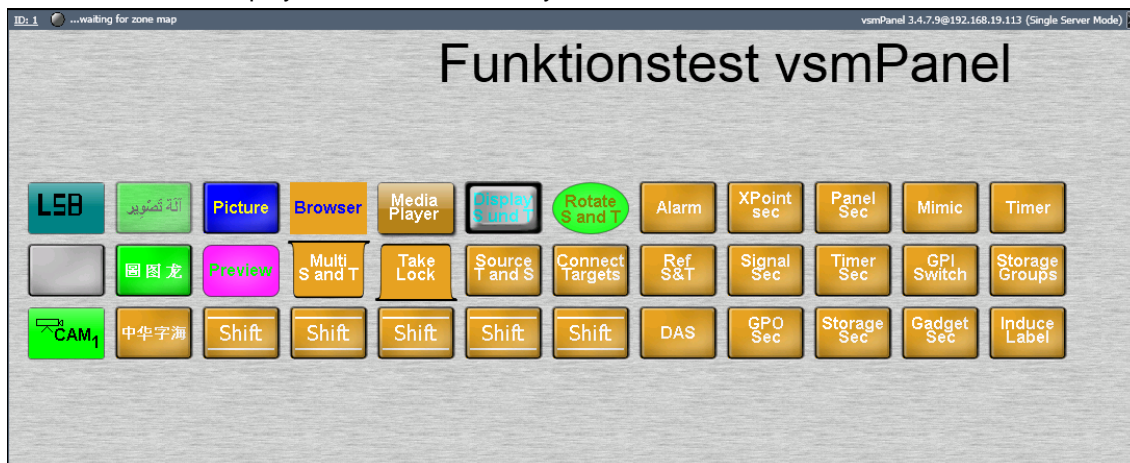 ID: 1 ...waiting for zone map
vsmPanel 3.4.7.9@192.168.19.113 (Single Server Mode)
Funktionstest vsmPanel
LSB
آلة تصوير
Picture
Browser
Media
Player
Display
S und T
Rotate
S and T
Alarm
XPoint
sec
Panel
Sec
Mimic
Timer
圖图龙
Preview
Multi
S and T
Take
Lock
Source
T and S
Connect
Targets
Ref
S&T
Signal
Sec
Timer
Sec
GPI
Switch
Storage
Groups
CAM1
中华字海
Shift
Shift
Shift
Shift
Shift
DAS
GPO
Sec
Storage
Sec
Gadget
Sec
Induce
Label